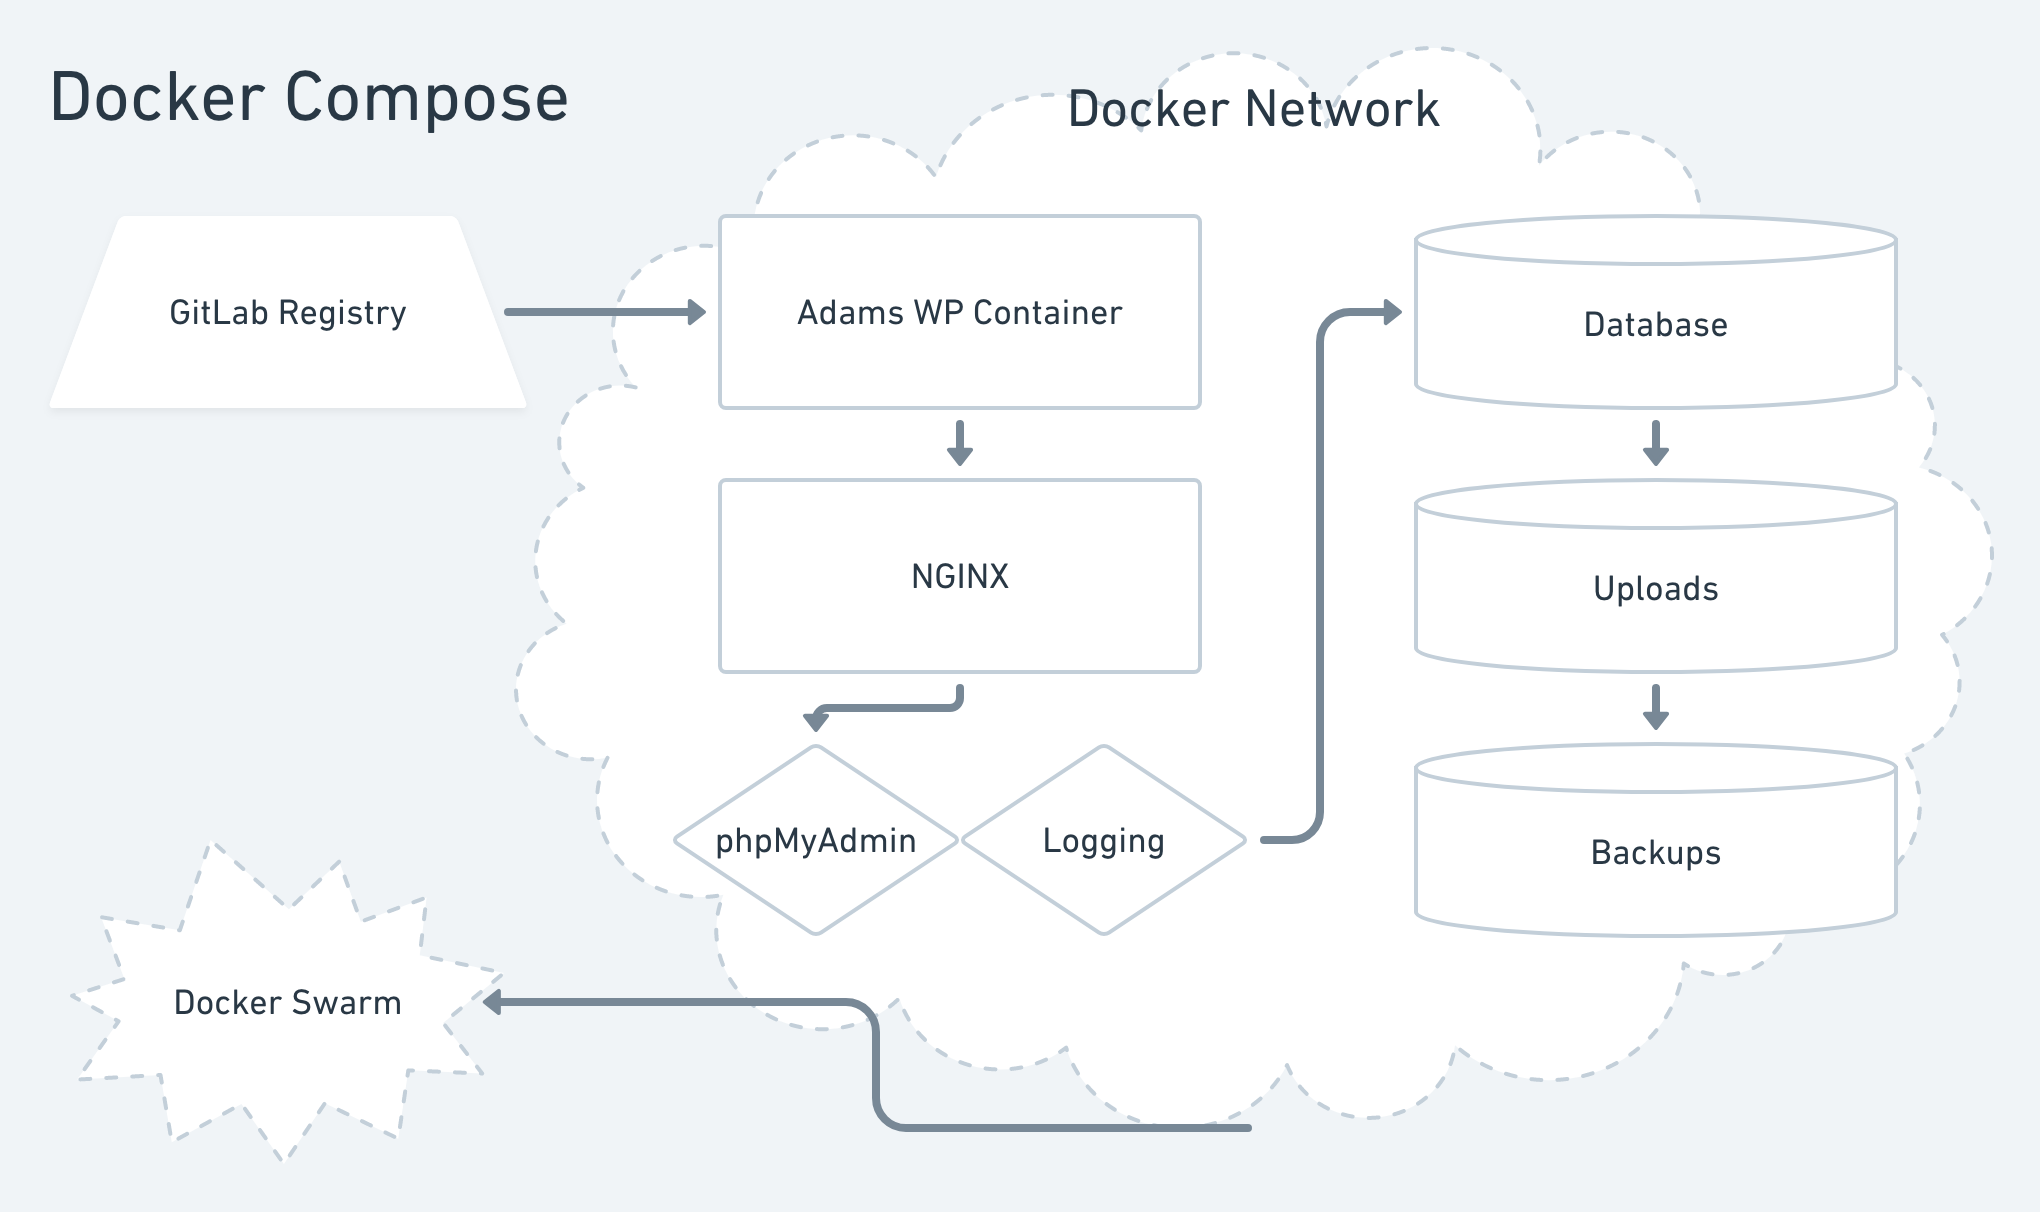 Docker Compose
Docker Network
GitLab Registry
Adams WP Container
Database
NGINX
Uploads
phpMyAdmin
Logging
Backups
Docker Swarm